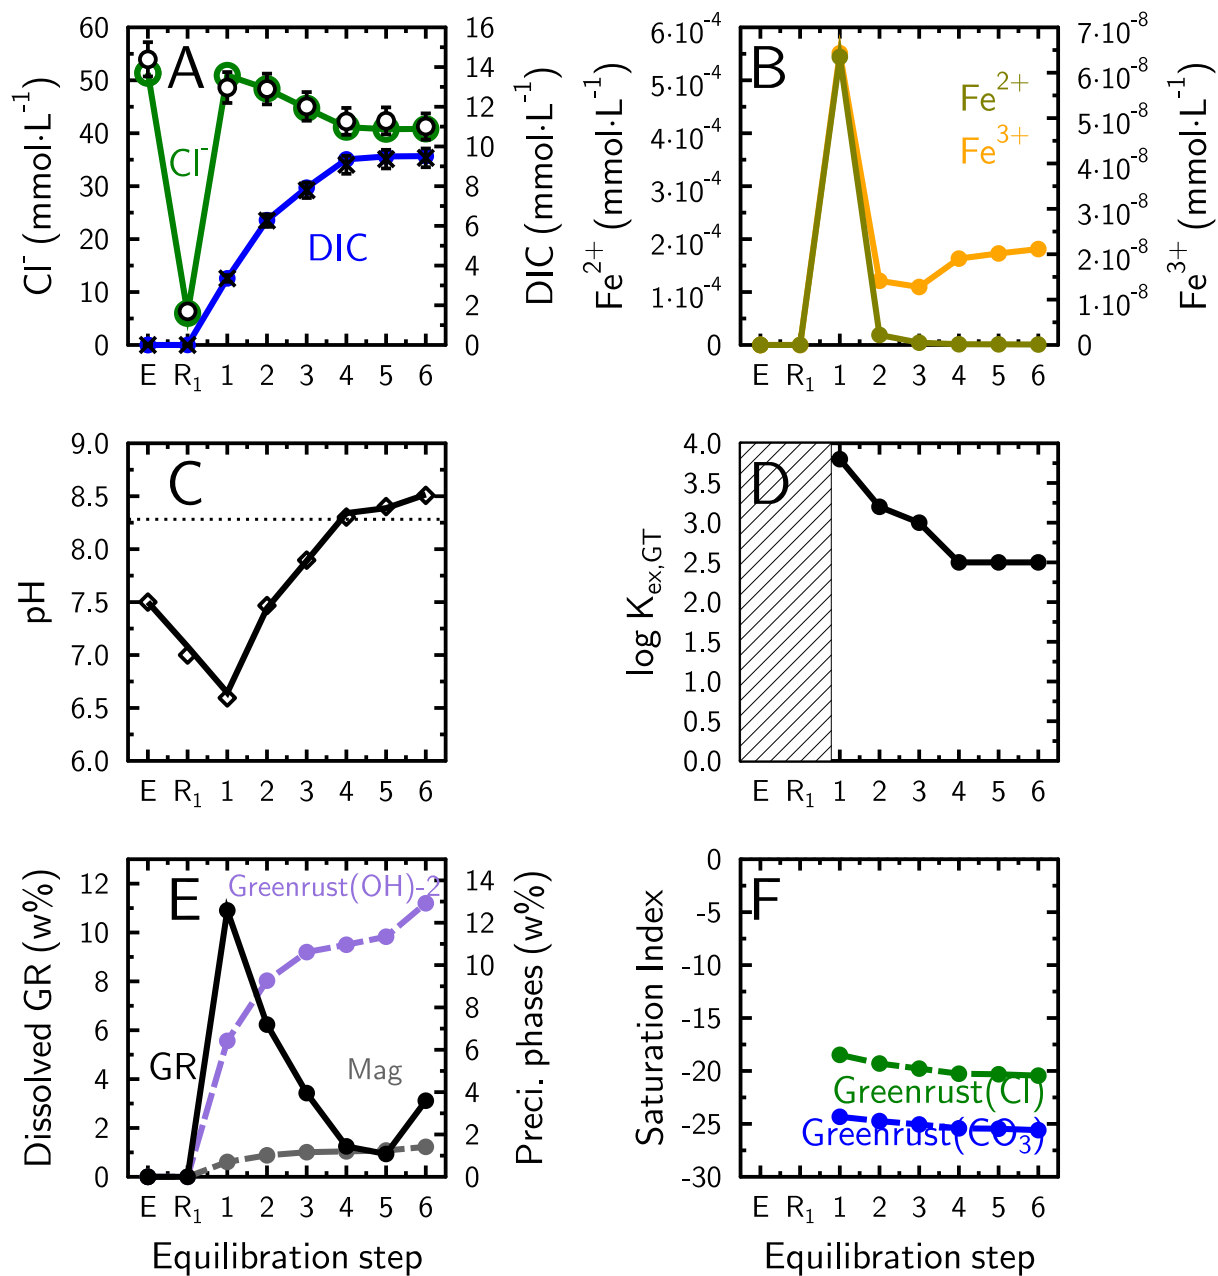 A
Cl⁻ (mmol·L⁻¹)
60
50
40
30
20
10
0
Cl⁻
DIC
16
14
12
10
8
6
4
2
0
DIC (mmol·L⁻¹)
E R₁ 1 2 3 4 5 6
B
Fe²⁺ (mmol·L⁻¹)
6·10⁻⁴
5·10⁻⁴
4·10⁻⁴
3·10⁻⁴
2·10⁻⁴
1·10⁻⁴
0
Fe²⁺
Fe³⁺
7·10⁻⁸
6·10⁻⁸
5·10⁻⁸
4·10⁻⁸
3·10⁻⁸
2·10⁻⁸
1·10⁻⁸
0
Fe³⁺ (mmol·L⁻¹)
E R₁ 1 2 3 4 5 6
C
pH
9.0
8.5
8.0
7.5
7.0
6.5
6.0
E R₁ 1 2 3 4 5 6
D
log K_ex,GT
4.0
3.5
3.0
2.5
2.0
1.5
1.0
0.5
0.0
E R₁ 1 2 3 4 5 6
E
Dissolved GR (w%)
12
10
8
6
4
2
0
Greenrust(OH)-2
GR
Mag
14
12
10
8
6
4
2
0
Preci. phases (w%)
E R₁ 1 2 3 4 5 6
Equilibration step
F
Saturation Index
0
-5
-10
-15
-20
-25
-30
Greenrust(Cl)
Greenrust(CO₃)
E R₁ 1 2 3 4 5 6
Equilibration step